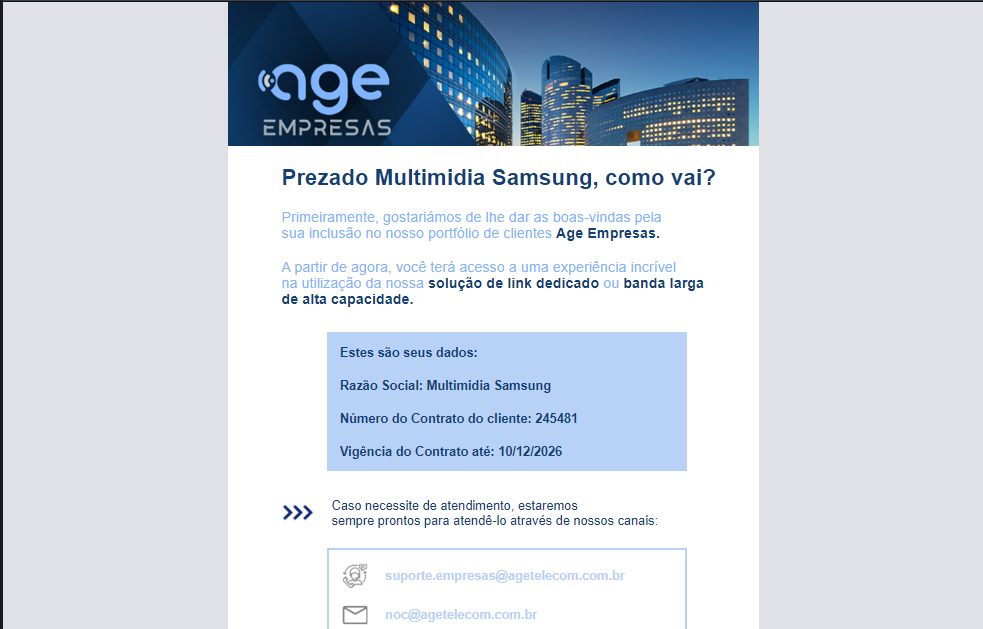 age
EMPRESAS
Prezado Multimidia Samsung, como vai?
Primeiramente, gostariámos de lhe dar as boas-vindas pela
sua inclusão no nosso portfólio de clientes Age Empresas.
A partir de agora, você terá acesso a uma experiência incrível
na utilização da nossa solução de link dedicado ou banda larga
de alta capacidade.
Estes são seus dados:
Razão Social: Multimidia Samsung
Número do Contrato do cliente: 245481
Vigência do Contrato até: 10/12/2026
Caso necessite de atendimento, estaremos
sempre prontos para atendê-lo através de nossos canais:
suporte.empresas@agetelecom.com.br
noc@agetelecom.com.br